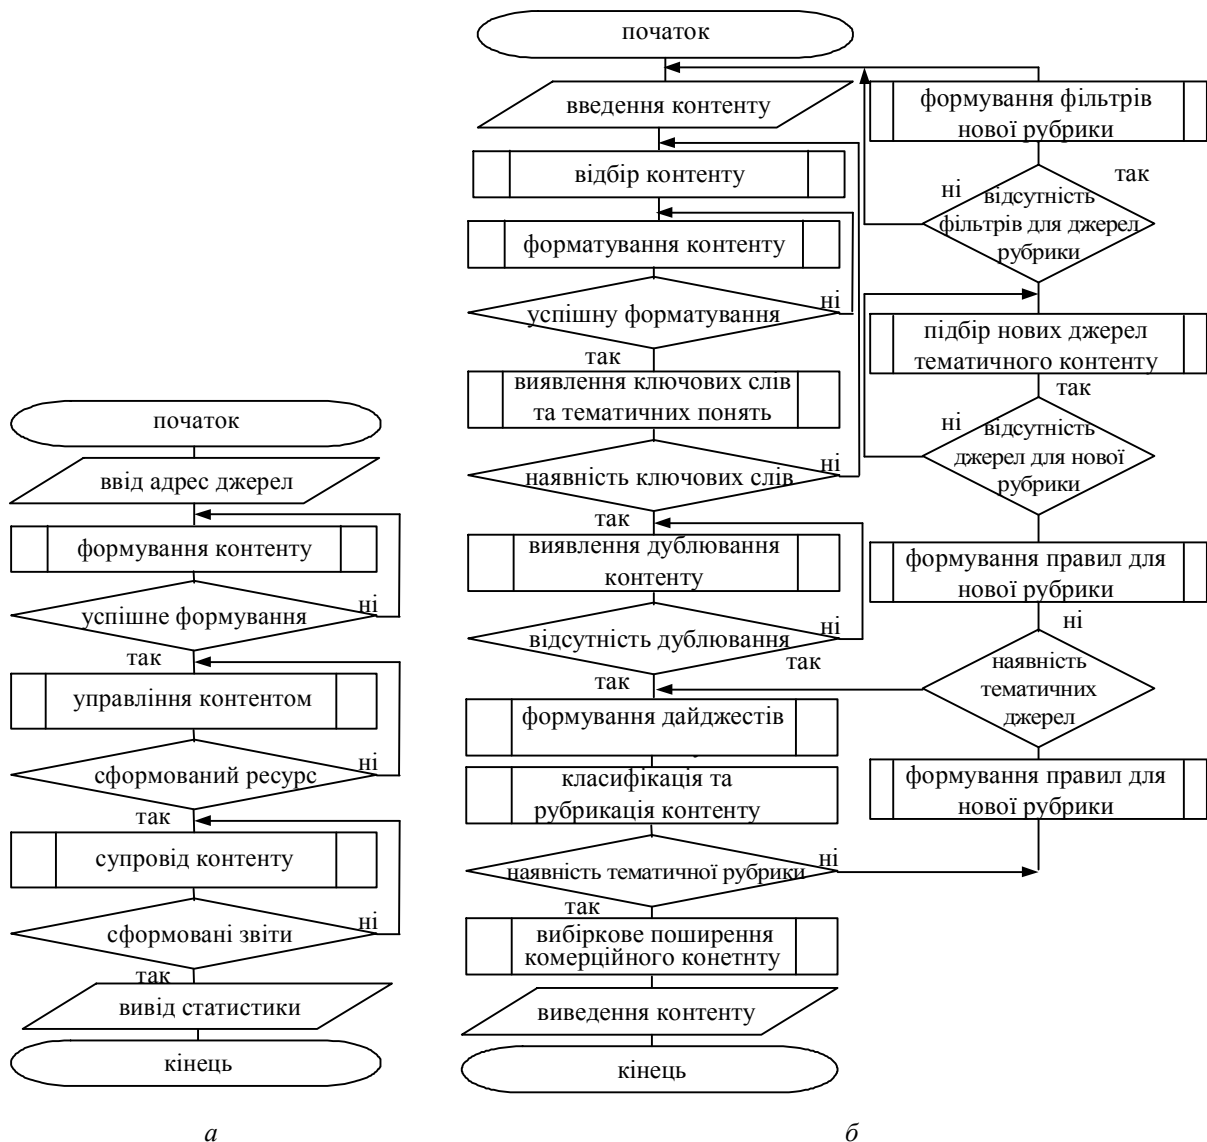 початок
ввід адрес джерел
формування контенту
успішне формування
ні
так
управління контентом
сформований ресурс
ні
так
супровід контенту
сформовані звіти
ні
так
вивід статистики
кінець
а
початок
введення контенту
відбір контенту
форматування контенту
успішну форматування
ні
так
виявлення ключових слів
та тематичних понять
наявність ключових слів
ні
так
виявлення дублювання
контенту
відсутність дублювання
ні
так
формування дайджестів
класифікація та
рубрикація контенту
наявність тематичної рубрики
ні
так
вибіркове поширення
комерційного конетнту
виведення контенту
кінець
формування фільтрів
нової рубрики
так
ні
відсутність
фільтрів для джерел
рубрики
підбір нових джерел
тематичного контенту
так
ні
відсутність
джерел для нової
рубрики
формування правил для
нової рубрики
ні
так
наявність
тематичних
джерел
формування правил для
нової рубрики
б